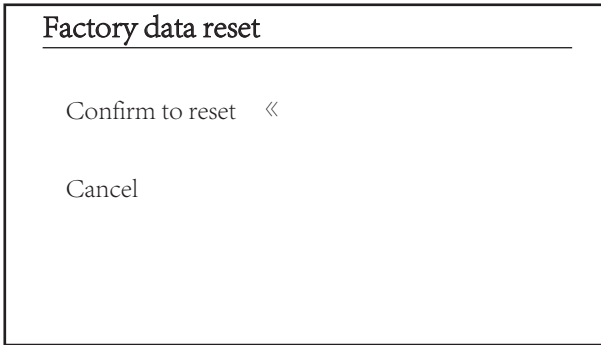 Factory data reset
Confirm to reset «
Cancel